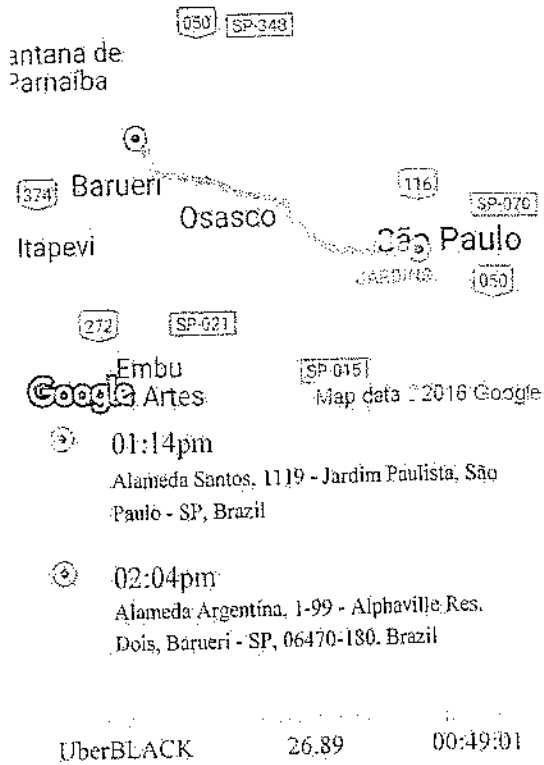 050 SP-348
antana de
Parnaíba
374 Barueri
116
SP-070
Osasco
São Paulo
Itapevi
JARDINS
050
272 SP-021
Embu
SP-015
Google Artes
Map data ©2016 Google
01:14pm
Alameda Santos, 1119 - Jardim Paulista, São
Paulo - SP, Brazil
02:04pm
Alameda Argentina, 1-99 - Alphaville Res.
Dois, Barueri - SP, 06470-180. Brazil
UberBLACK 26.89 00:49:01